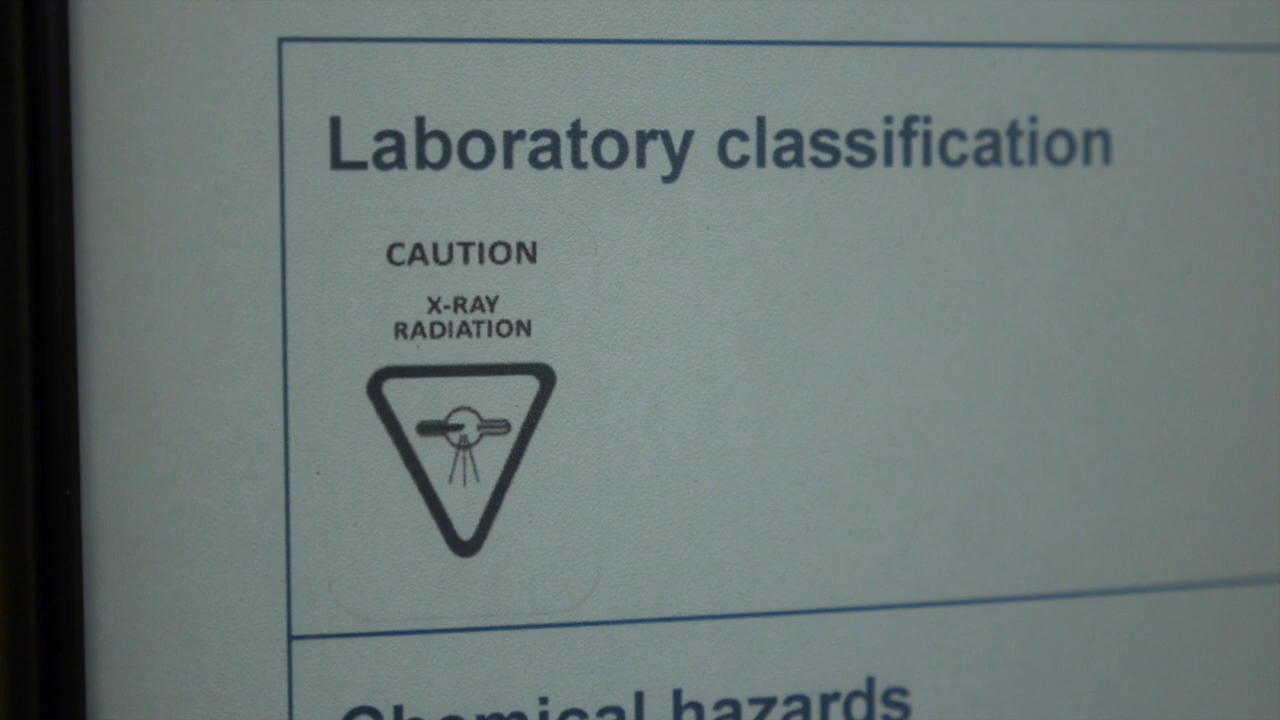 Laboratory classification
CAUTION
X-RAY
RADIATION
Chemical hazards